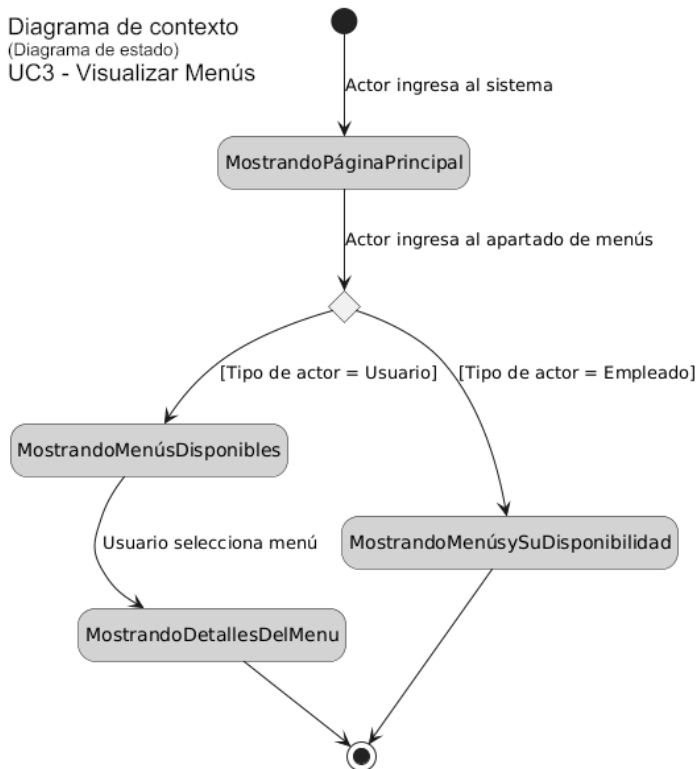 Diagrama de contexto
(Diagrama de estado)
UC3 - Visualizar Menús
Actor ingresa al sistema
MostrandoPáginaPrincipal
Actor ingresa al apartado de menús
[Tipo de actor = Usuario]
[Tipo de actor = Empleado]
MostrandoMenúsDisponibles
Usuario selecciona menú
MostrandoMenúsySuDisponibilidad
MostrandoDetallesDelMenu